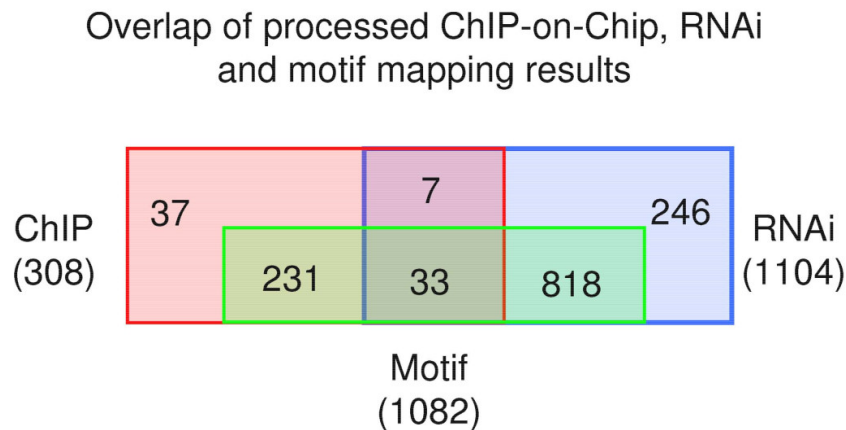 Overlap of processed ChIP-on-Chip, RNAi
and motif mapping results
37
7
246
ChIP
(308)
RNAi
(1104)
231
33
818
Motif
(1082)